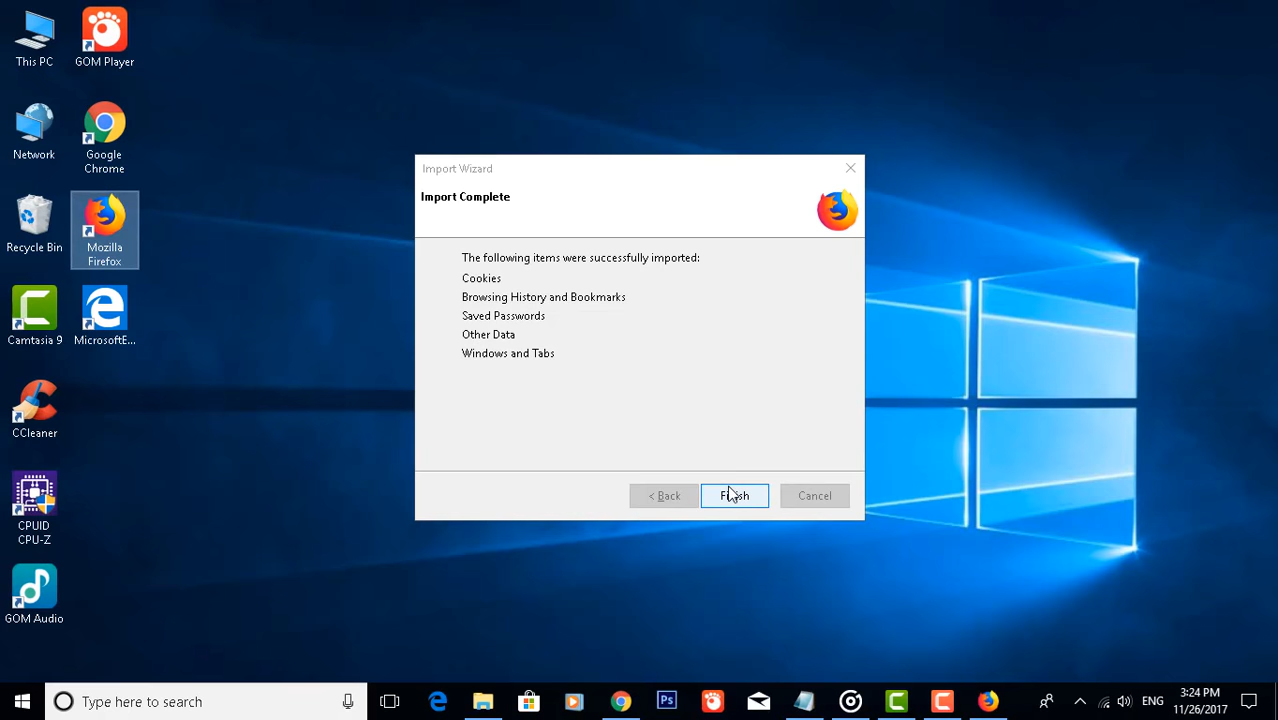 This PC
GOM Player
Network
Google
Chrome
Recycle Bin
Mozilla
Firefox
Camtasia 9
MicrosoftE...
CCleaner
CPUID
CPU-Z
GOM Audio
Import Wizard
Import Complete
The following items were successfully imported:
Cookies
Browsing History and Bookmarks
Saved Passwords
Other Data
Windows and Tabs
< Back
Finish
Cancel
Type here to search
Ps
ENG
3:24 PM
11/26/2017